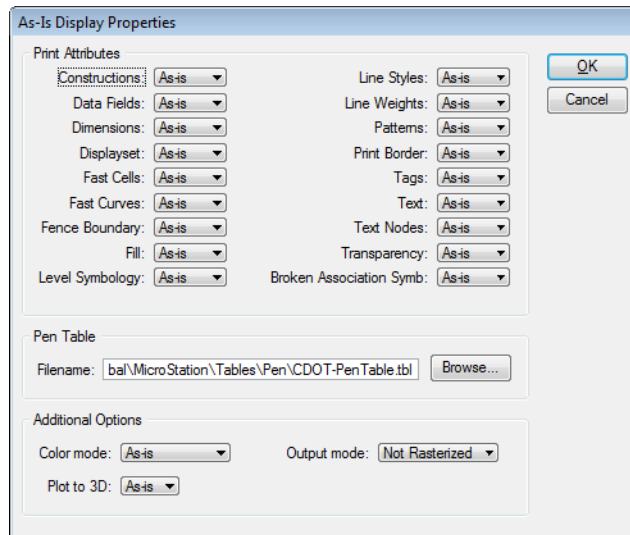 As-Is Display Properties
Print Attributes
Constructions: As-is Line Styles: As-is
Data Fields: As-is Line Weights: As-is
Dimensions: As-is Patterns: As-is
Displayset: As-is Print Border: As-is
Fast Cells: As-is Tags: As-is
Fast Curves: As-is Text: As-is
Fence Boundary: As-is Text Nodes: As-is
Fill: As-is Transparency: As-is
Level Symbology: As-is Broken Association Symb: As-is
OK
Cancel
Pen Table
Filename: bal\MicroStation\Tables\Pen\CDOT-PenTable.tbl Browse...
Additional Options
Color mode: As-is Output mode: Not Rasterized
Plot to 3D: As-is